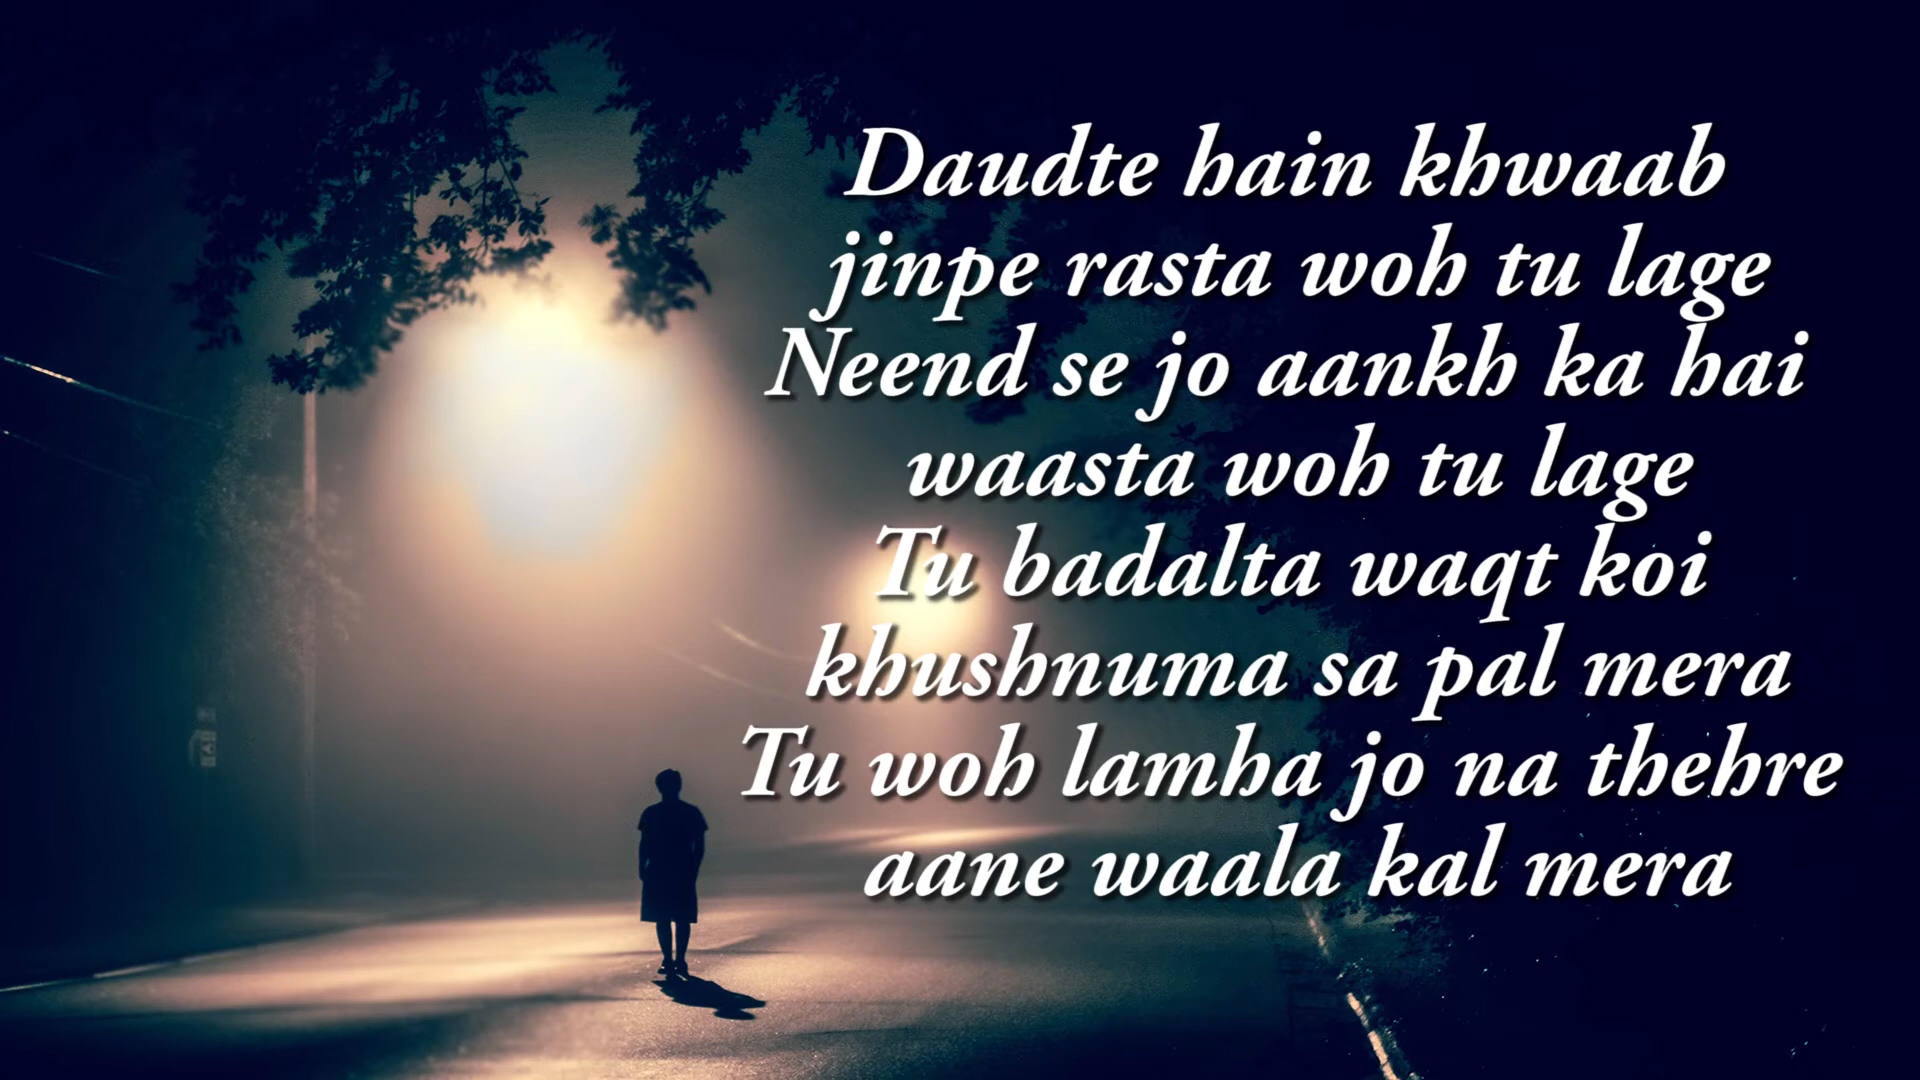 Daudte hain khwaab
jinpe rasta woh tu lage
Neend se jo aankh ka hai
waasta woh tu lage
Tu badalta waqt koi
khushnuma sa pal mera
Tu woh lamha jo na thehre
aane waala kal mera